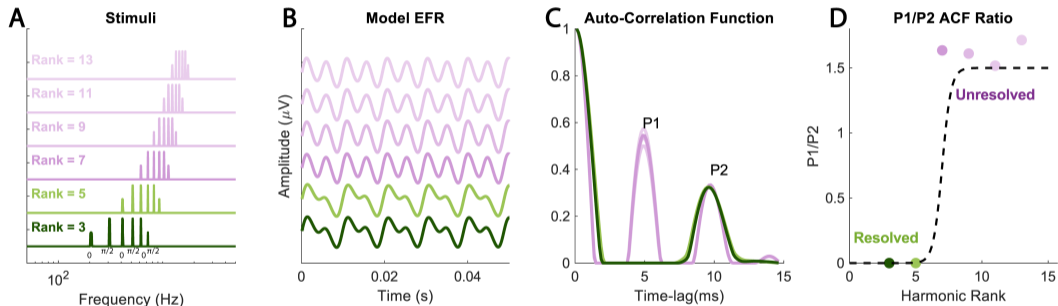 A
Stimuli
Rank = 13
Rank = 11
Rank = 9
Rank = 7
Rank = 5
Rank = 3
0 π/2 0 π/2 0 π/2
10²
Frequency (Hz)
B
Model EFR
Amplitude (μV)
0 0.02 0.04
Time (s)
C
Auto-Correlation Function
1
0.8
0.6
0.4
0.2
0
P1
P2
0 5 10 15
Time-lag(ms)
D
P1/P2 ACF Ratio
P1/P2
1.5
1
0.5
0
Unresolved
Resolved
0 5 10 15
Harmonic Rank